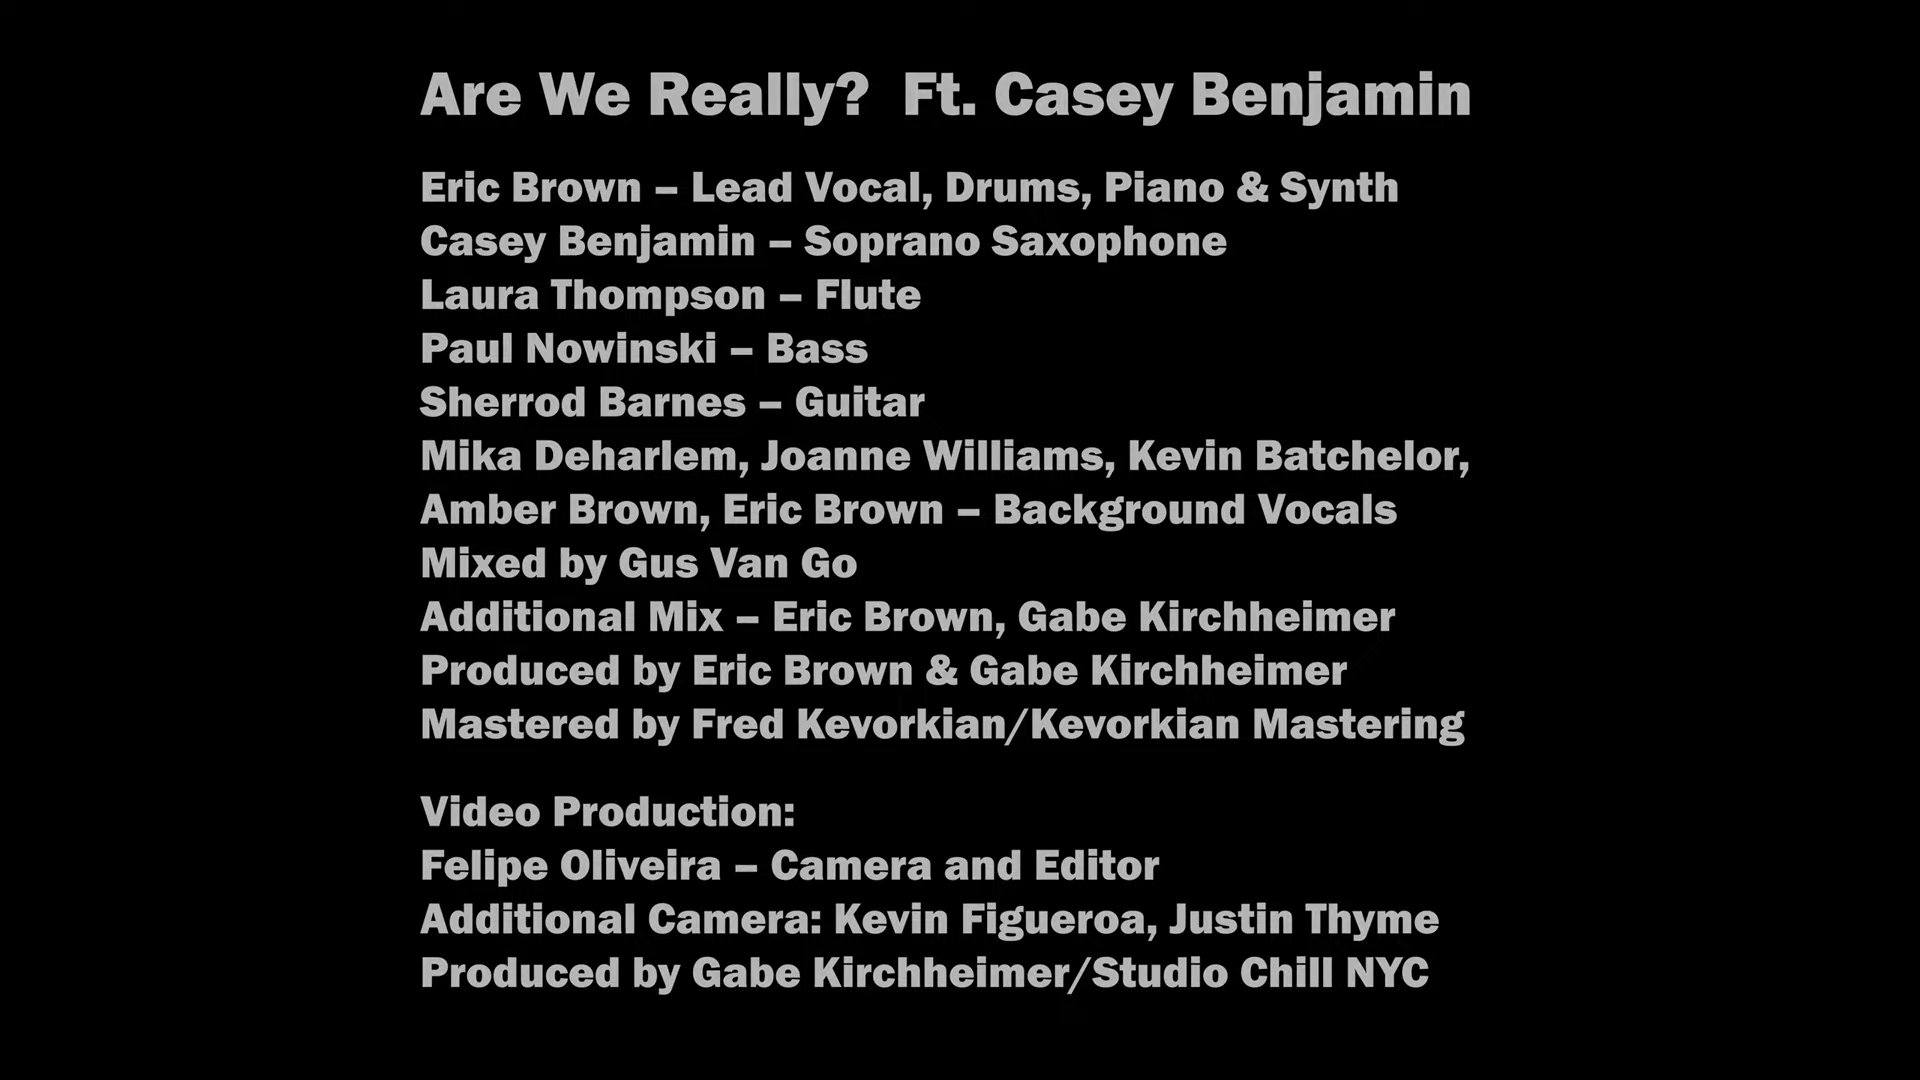 Are We Really?  Ft. Casey Benjamin
Eric Brown – Lead Vocal, Drums, Piano & Synth
Casey Benjamin – Soprano Saxophone
Laura Thompson – Flute
Paul Nowinski – Bass
Sherrod Barnes – Guitar
Mika Deharlem, Joanne Williams, Kevin Batchelor,
Amber Brown, Eric Brown – Background Vocals
Mixed by Gus Van Go
Additional Mix – Eric Brown, Gabe Kirchheimer
Produced by Eric Brown & Gabe Kirchheimer
Mastered by Fred Kevorkian/Kevorkian Mastering
Video Production:
Felipe Oliveira – Camera and Editor
Additional Camera: Kevin Figueroa, Justin Thyme
Produced by Gabe Kirchheimer/Studio Chill NYC